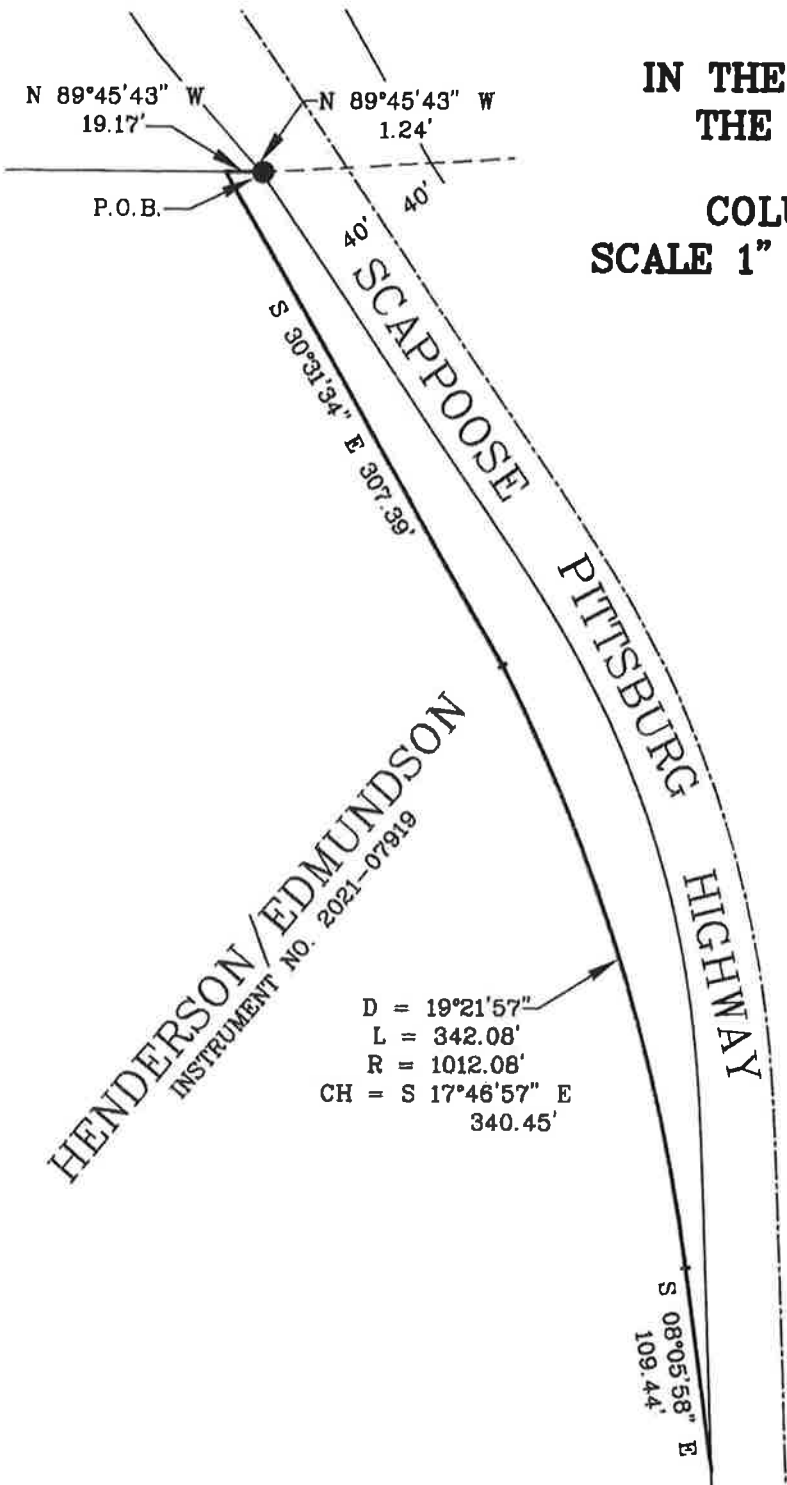 IN THE
THE
COLU
SCALE 1"
N 89°45'43" W
19.17'
N 89°45'43" W
1.24'
P.O.B.
40'
40'
SCAPPOOSE PITTSBURG HIGHWAY
S 30°31'34" E 307.39'
HENDERSON/EDMUNDSON
INSTRUMENT NO. 2021-07919
D = 19°21'57"
L = 342.08'
R = 1012.08'
CH = S 17°46'57" E
340.45'
S 08°05'58" E
109.44'